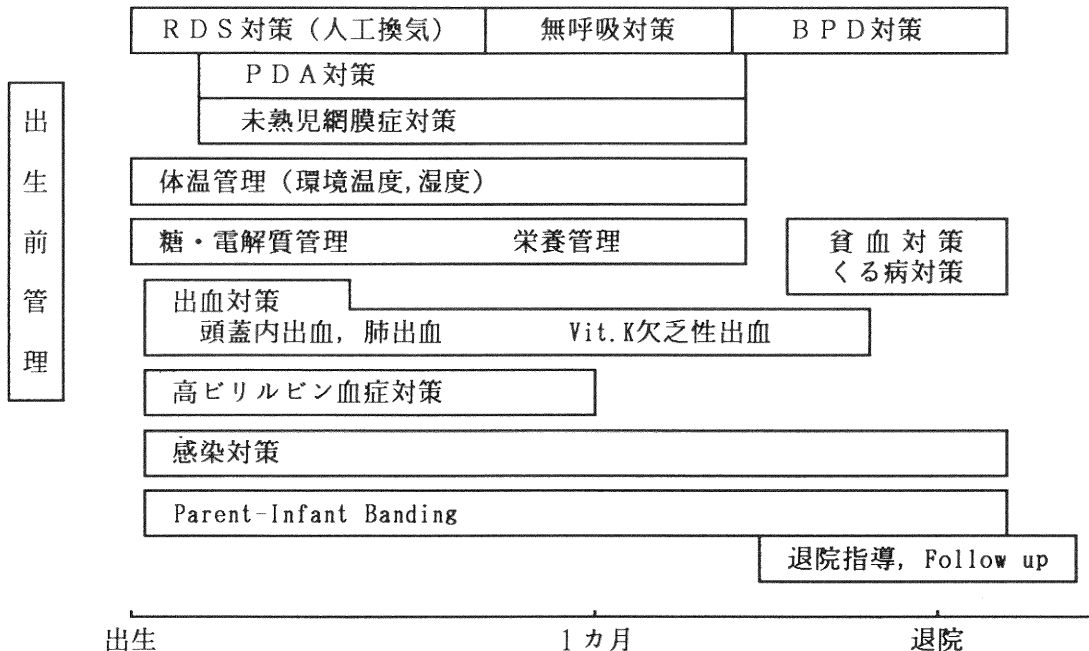 RDS対策（人工換気） 無呼吸対策 BPD対策
PDA対策
未熟児網膜症対策
出生前管理
体温管理（環境温度,湿度）
糖・電解質管理 栄養管理
貧血対策
くる病対策
出血対策
頭蓋内出血, 肺出血 Vit.K欠乏性出血
高ビリルビン血症対策
感染対策
Parent-Infant Banding
退院指導, Follow up
出生 1カ月 退院